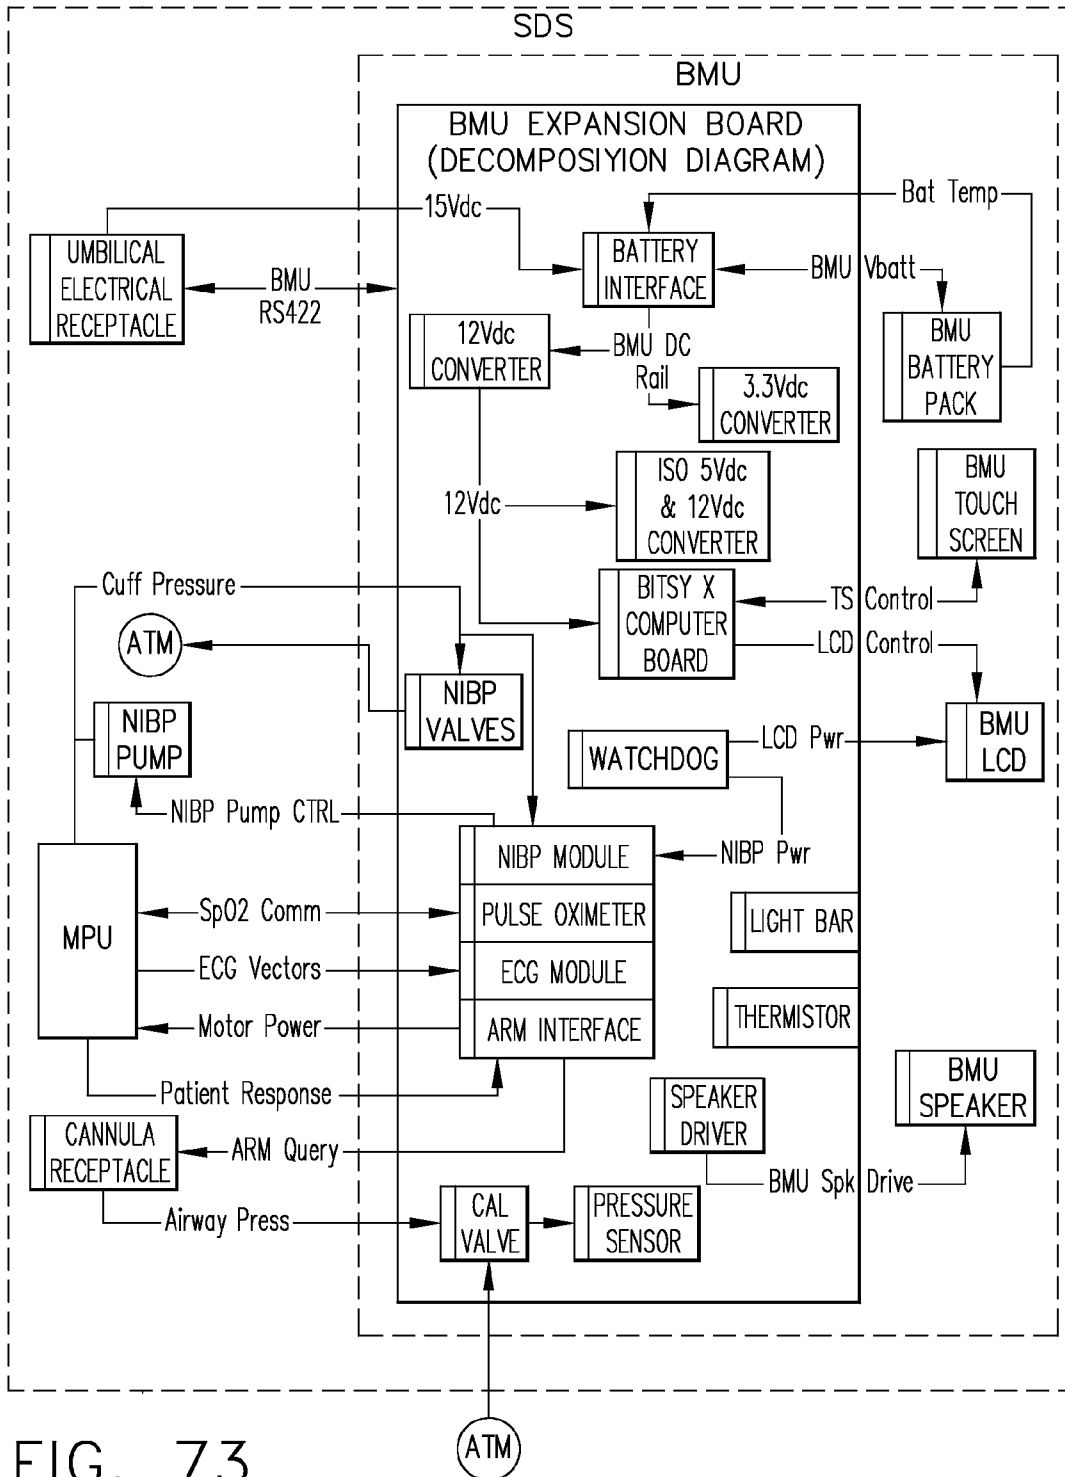 SDS
BMU
BMU EXPANSION BOARD
(DECOMPOSIYION DIAGRAM)
15Vdc
Bat Temp
UMBILICAL
ELECTRICAL
RECEPTACLE
BMU
RS422
BATTERY
INTERFACE
BMU Vbatt
12Vdc
CONVERTER
BMU DC
Rail
BMU
BATTERY
PACK
3.3Vdc
CONVERTER
12Vdc
ISO 5Vdc
& 12Vdc
CONVERTER
BMU
TOUCH
SCREEN
Cuff Pressure
BITSY X
COMPUTER
BOARD
TS Control
LCD Control
ATM
NIBP
VALVES
NIBP
PUMP
WATCHDOG
LCD Pwr
BMU
LCD
NIBP Pump CTRL
NIBP MODULE
NIBP Pwr
MPU
SpO2 Comm
PULSE OXIMETER
LIGHT BAR
ECG Vectors
ECG MODULE
Motor Power
ARM INTERFACE
THERMISTOR
Patient Response
SPEAKER
DRIVER
BMU
SPEAKER
CANNULA
RECEPTACLE
ARM Query
BMU Spk Drive
Airway Press
CAL
VALVE
PRESSURE
SENSOR
ATM
FIG. 73